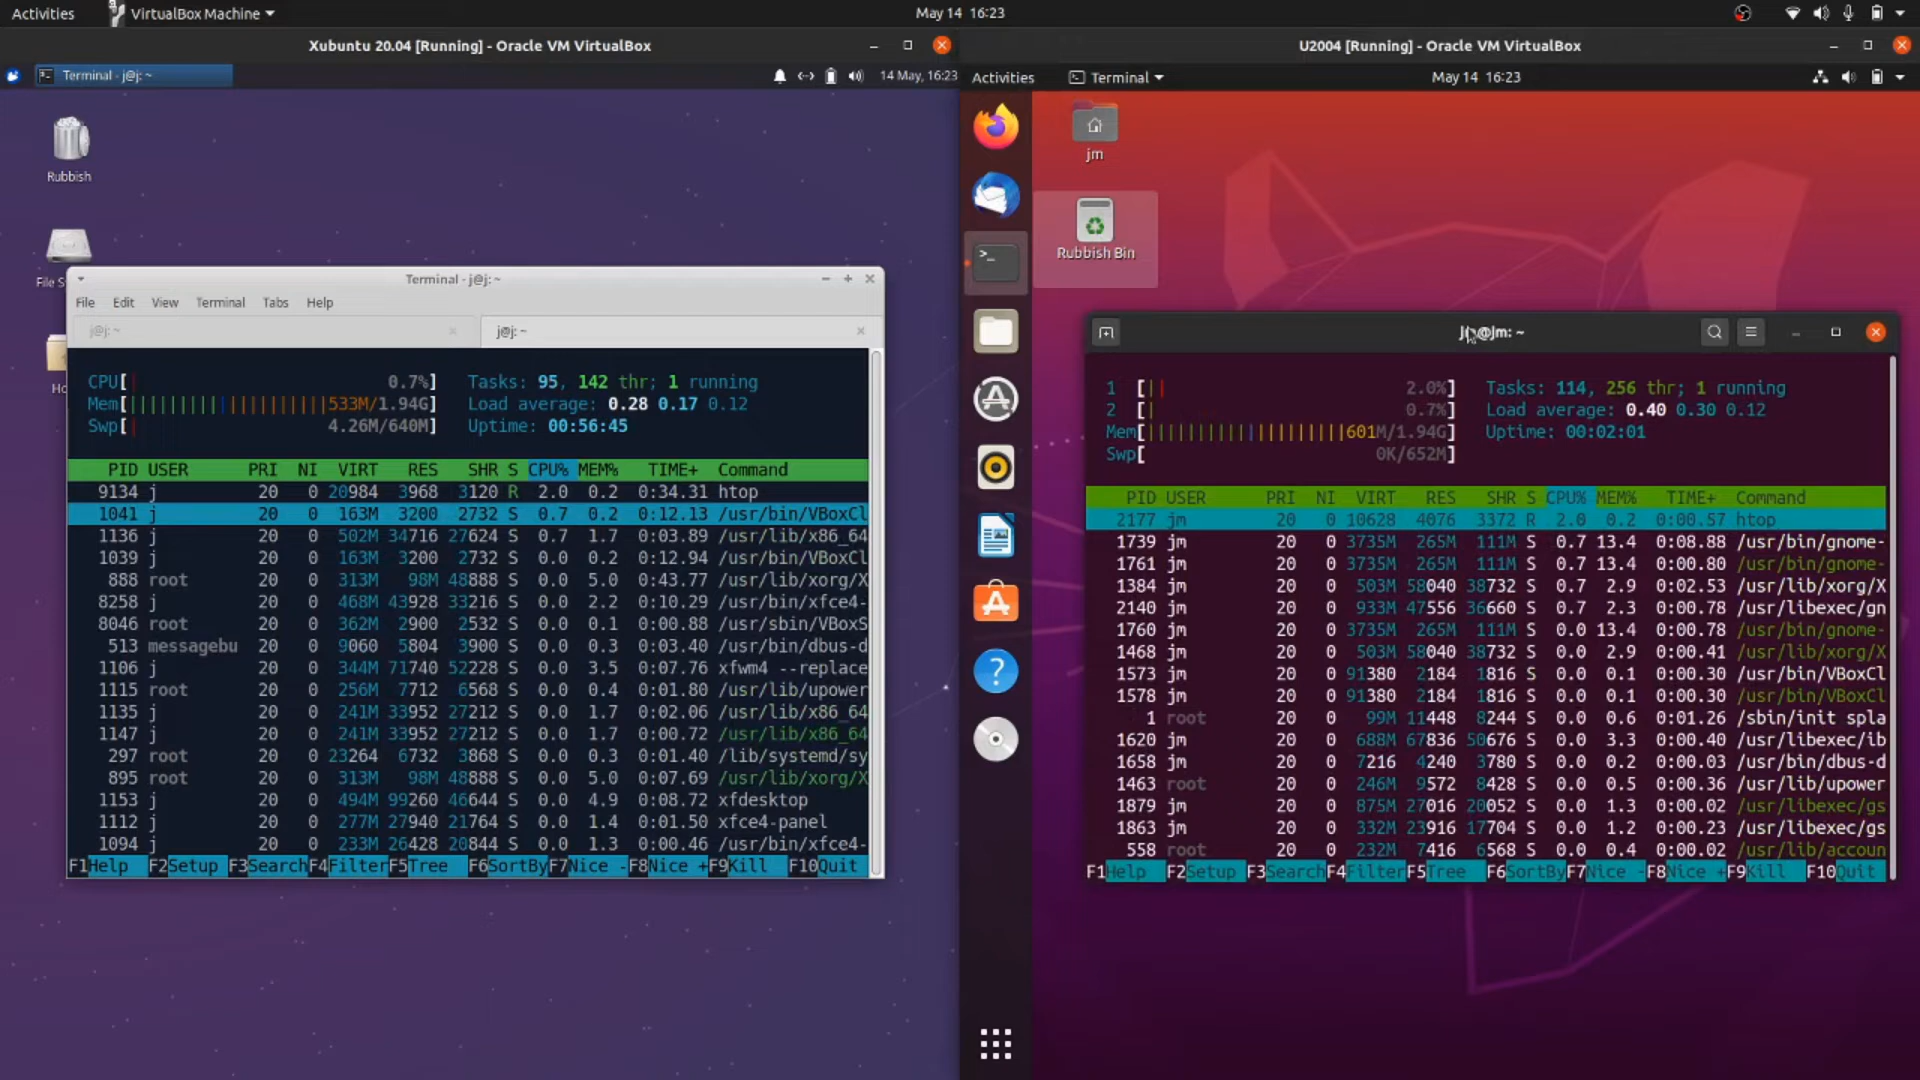 Activities VirtualBox Machine May 14 16:23
Xubuntu 20.04 [Running] - Oracle VM VirtualBox
Terminal - j@j: ~ 14 May, 16:23
Rubbish
File S
Ho
Terminal - j@j: ~
File Edit View Terminal Tabs Help
j@j: ~ j@j: ~
CPU[ 0.7%] Tasks: 95, 142 thr; 1 running
Mem[ 533M/1.94G] Load average: 0.28 0.17 0.12
Swp[ 4.26M/640M] Uptime: 00:56:45
PID USER PRI NI VIRT RES SHR S CPU% MEM% TIME+ Command
9134 j 20 0 20984 3968 3120 R 2.0 0.2 0:34.31 htop
1041 j 20 0 163M 3200 2732 S 0.7 0.2 0:12.13 /usr/bin/VBoxCl
1136 j 20 0 502M 34716 27624 S 0.7 1.7 0:03.89 /usr/lib/x86_64
1039 j 20 0 163M 3200 2732 S 0.0 0.2 0:12.94 /usr/bin/VBoxCl
888 root 20 0 313M 98M 48888 S 0.0 5.0 0:43.77 /usr/lib/xorg/X
8258 j 20 0 468M 43928 33216 S 0.0 2.2 0:10.29 /usr/bin/xfce4-
8046 root 20 0 362M 2900 2532 S 0.0 0.1 0:00.88 /usr/sbin/VBoxS
513 messagebu 20 0 9060 5804 3900 S 0.0 0.3 0:03.40 /usr/bin/dbus-d
1106 j 20 0 344M 71740 52228 S 0.0 3.5 0:07.76 xfwm4 --replace
1115 root 20 0 256M 7712 6568 S 0.0 0.4 0:01.80 /usr/lib/upower
1135 j 20 0 241M 33952 27212 S 0.0 1.7 0:02.06 /usr/lib/x86_64
1147 j 20 0 241M 33952 27212 S 0.0 1.7 0:00.72 /usr/lib/x86_64
297 root 20 0 23264 6732 3868 S 0.0 0.3 0:01.40 /lib/systemd/sy
895 root 20 0 313M 98M 48888 S 0.0 5.0 0:07.69 /usr/lib/xorg/X
1153 j 20 0 494M 99260 46644 S 0.0 4.9 0:08.72 xfdesktop
1112 j 20 0 277M 27940 21764 S 0.0 1.4 0:01.50 xfce4-panel
1094 j 20 0 233M 26428 20844 S 0.0 1.3 0:00.46 /usr/bin/xfce4-
F1Help F2Setup F3SearchF4FilterF5Tree F6SortByF7Nice -F8Nice +F9Kill F10Quit
U2004 [Running] - Oracle VM VirtualBox
Activities Terminal May 14 16:23
jm
Rubbish Bin
jm@jm: ~
1 [ 2.0%] Tasks: 114, 256 thr; 1 running
2 [ 0.7%] Load average: 0.40 0.30 0.12
Mem[ 601M/1.94G] Uptime: 00:02:01
Swp[ 0K/652M]
PID USER PRI NI VIRT RES SHR S CPU% MEM% TIME+ Command
2177 jm 20 0 10628 4076 3372 R 2.0 0.2 0:00.57 htop
1739 jm 20 0 3735M 265M 111M S 0.7 13.4 0:08.88 /usr/bin/gnome-
1761 jm 20 0 3735M 265M 111M S 0.7 13.4 0:00.80 /usr/bin/gnome-
1384 jm 20 0 503M 58040 38732 S 0.7 2.9 0:02.53 /usr/lib/xorg/X
2140 jm 20 0 933M 47556 36660 S 0.7 2.3 0:00.78 /usr/libexec/gn
1760 jm 20 0 3735M 265M 111M S 0.0 13.4 0:00.78 /usr/bin/gnome-
1468 jm 20 0 503M 58040 38732 S 0.0 2.9 0:00.41 /usr/lib/xorg/X
1573 jm 20 0 91380 2184 1816 S 0.0 0.1 0:00.30 /usr/bin/VBoxCl
1578 jm 20 0 91380 2184 1816 S 0.0 0.1 0:00.30 /usr/bin/VBoxCl
1 root 20 0 99M 11448 8244 S 0.0 0.6 0:01.26 /sbin/init spla
1620 jm 20 0 688M 67836 50676 S 0.0 3.3 0:00.40 /usr/libexec/ib
1658 jm 20 0 7216 4240 3780 S 0.0 0.2 0:00.03 /usr/bin/dbus-d
1463 root 20 0 246M 9572 8428 S 0.0 0.5 0:00.36 /usr/lib/upower
1879 jm 20 0 875M 27016 20052 S 0.0 1.3 0:00.02 /usr/libexec/gs
1863 jm 20 0 332M 23916 17704 S 0.0 1.2 0:00.23 /usr/libexec/gs
558 root 20 0 232M 7416 6568 S 0.0 0.4 0:00.02 /usr/lib/accoun
F1Help F2Setup F3SearchF4FilterF5Tree F6SortByF7Nice -F8Nice +F9Kill F10Quit